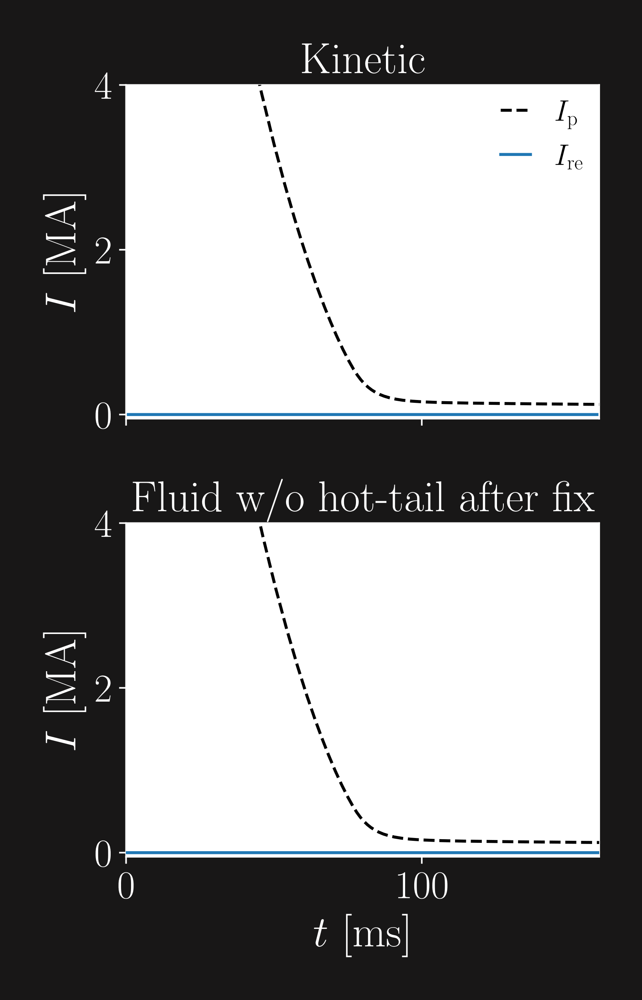 Kinetic
4
2
0
I [MA]
I_p
I_re
Fluid w/o hot-tail after fix
4
2
0
I [MA]
0 100
t [ms]